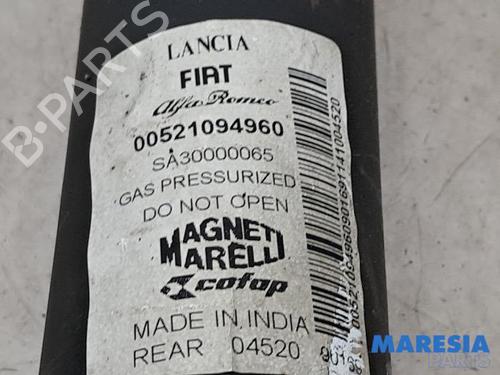 LANCIA
FIAT
Alfa Romeo
00521094960
SA30000065
GAS PRESSURIZED
DO NOT OPEN
MAGNETI
MARELLI
cofap
MADE IN INDIA
REAR 04520
B-PARTS
MARESIA
PARTS